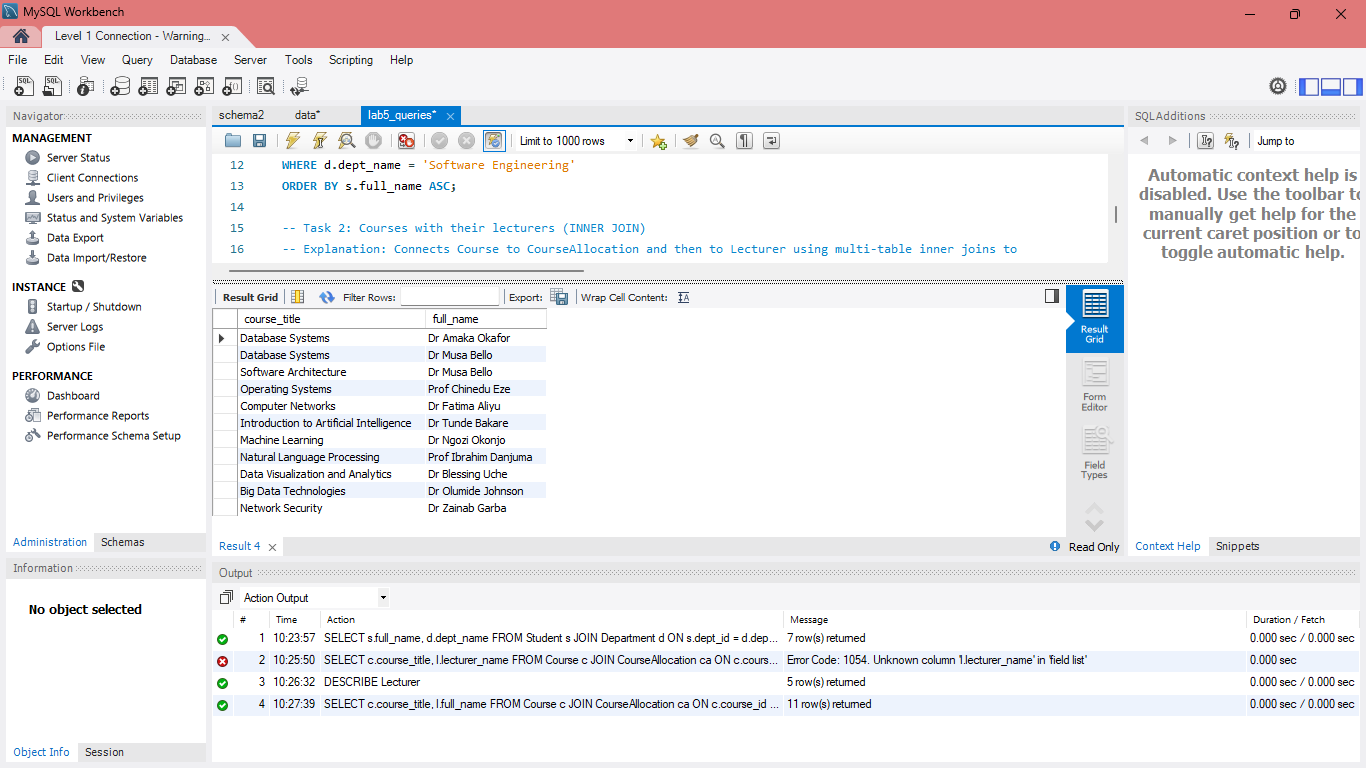 MySQL Workbench
Level 1 Connection - Warning...
File Edit View Query Database Server Tools Scripting Help
Navigator
MANAGEMENT
Server Status
Client Connections
Users and Privileges
Status and System Variables
Data Export
Data Import/Restore
INSTANCE
Startup / Shutdown
Server Logs
Options File
PERFORMANCE
Dashboard
Performance Reports
Performance Schema Setup
Administration Schemas
Information
No object selected
Object Info Session
schema2 data* lab5_queries*
Limit to 1000 rows
12 WHERE d.dept_name = 'Software Engineering'
13 ORDER BY s.full_name ASC;
14
15 -- Task 2: Courses with their lecturers (INNER JOIN)
16 -- Explanation: Connects Course to CourseAllocation and then to Lecturer using multi-table inner joins to
Result Grid Filter Rows: Export: Wrap Cell Content:
course_title full_name
Database Systems Dr Amaka Okafor
Database Systems Dr Musa Bello
Software Architecture Dr Musa Bello
Operating Systems Prof Chinedu Eze
Computer Networks Dr Fatima Aliyu
Introduction to Artificial Intelligence Dr Tunde Bakare
Machine Learning Dr Ngozi Okonjo
Natural Language Processing Prof Ibrahim Danjuma
Data Visualization and Analytics Dr Blessing Uche
Big Data Technologies Dr Olumide Johnson
Network Security Dr Zainab Garba
Result
Grid
Form
Editor
Field
Types
Result 4 Read Only
Output
Action Output
# Time Action Message Duration / Fetch
1 10:23:57 SELECT s.full_name, d.dept_name FROM Student s JOIN Department d ON s.dept_id = d.dep... 7 row(s) returned 0.000 sec / 0.000 sec
2 10:25:50 SELECT c.course_title, l.lecturer_name FROM Course c JOIN CourseAllocation ca ON c.cours... Error Code: 1054. Unknown column 'l.lecturer_name' in 'field list' 0.000 sec
3 10:26:32 DESCRIBE Lecturer 5 row(s) returned 0.000 sec / 0.000 sec
4 10:27:39 SELECT c.course_title, l.full_name FROM Course c JOIN CourseAllocation ca ON c.course_id ... 11 row(s) returned 0.000 sec / 0.000 sec
SQLAdditions
Jump to
Automatic context help is
disabled. Use the toolbar to
manually get help for the
current caret position or to
toggle automatic help.
Context Help Snippets